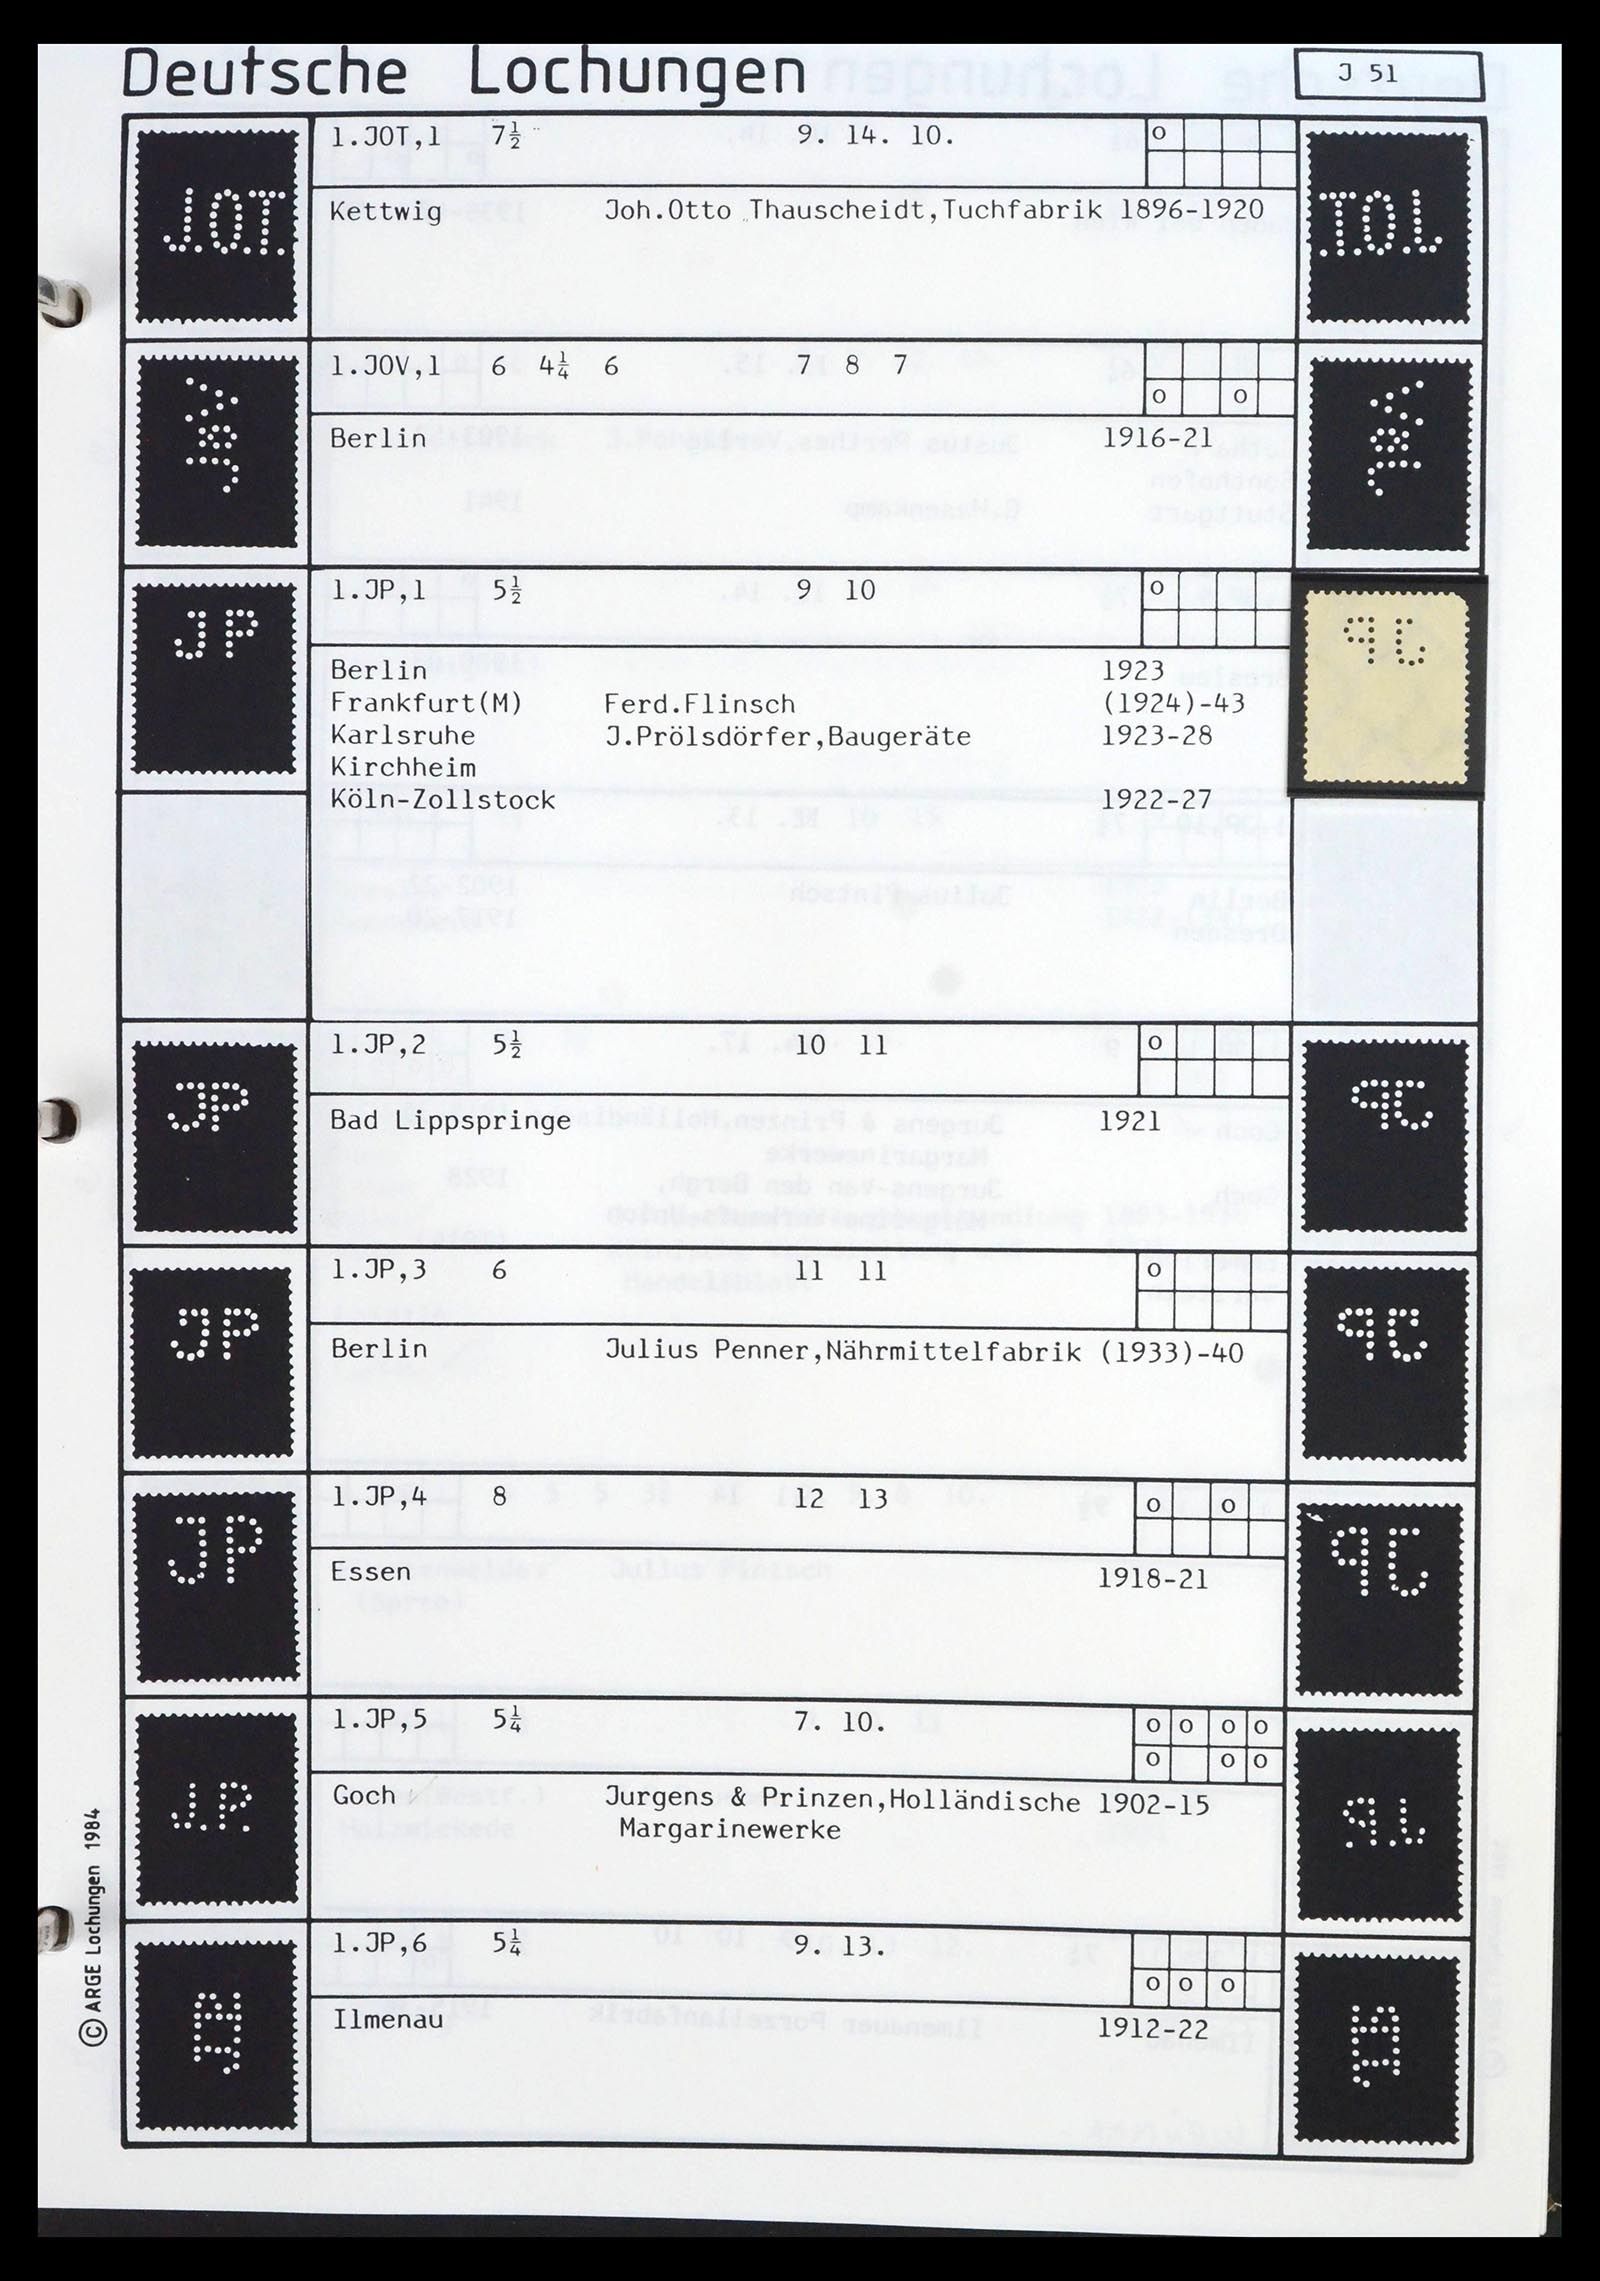 Deutsche Lochungen
J 51
J.O.T.
1.JOT,1 7½ 9. 14. 10. o
Kettwig Joh.Otto Thauscheidt,Tuchfabrik 1896-1920
1.JOV,1 6 4¼ 6 7 8 7 o o
Berlin 1916-21
JP
1.JP,1 5½ 9 10 o
Berlin 1923
Frankfurt(M) Ferd.Flinsch (1924)-43
Karlsruhe J.Prölsdörfer,Baugeräte 1923-28
Kirchheim
Köln-Zollstock 1922-27
JP
1.JP,2 5½ 10 11 o
Bad Lippspringe 1921
JP
1.JP,3 6 11 11 o
Berlin Julius Penner,Nährmittelfabrik (1933)-40
JP
1.JP,4 8 12 13 o o
Essen 1918-21
J.P.
1.JP,5 5¼ 7. 10. o o o o
o o o
Goch Jurgens & Prinzen,Holländische 1902-15
Margarinewerke
1.JP,6 5¼ 9. 13. o o o
Ilmenau 1912-22
© ARGE Lochungen 1984